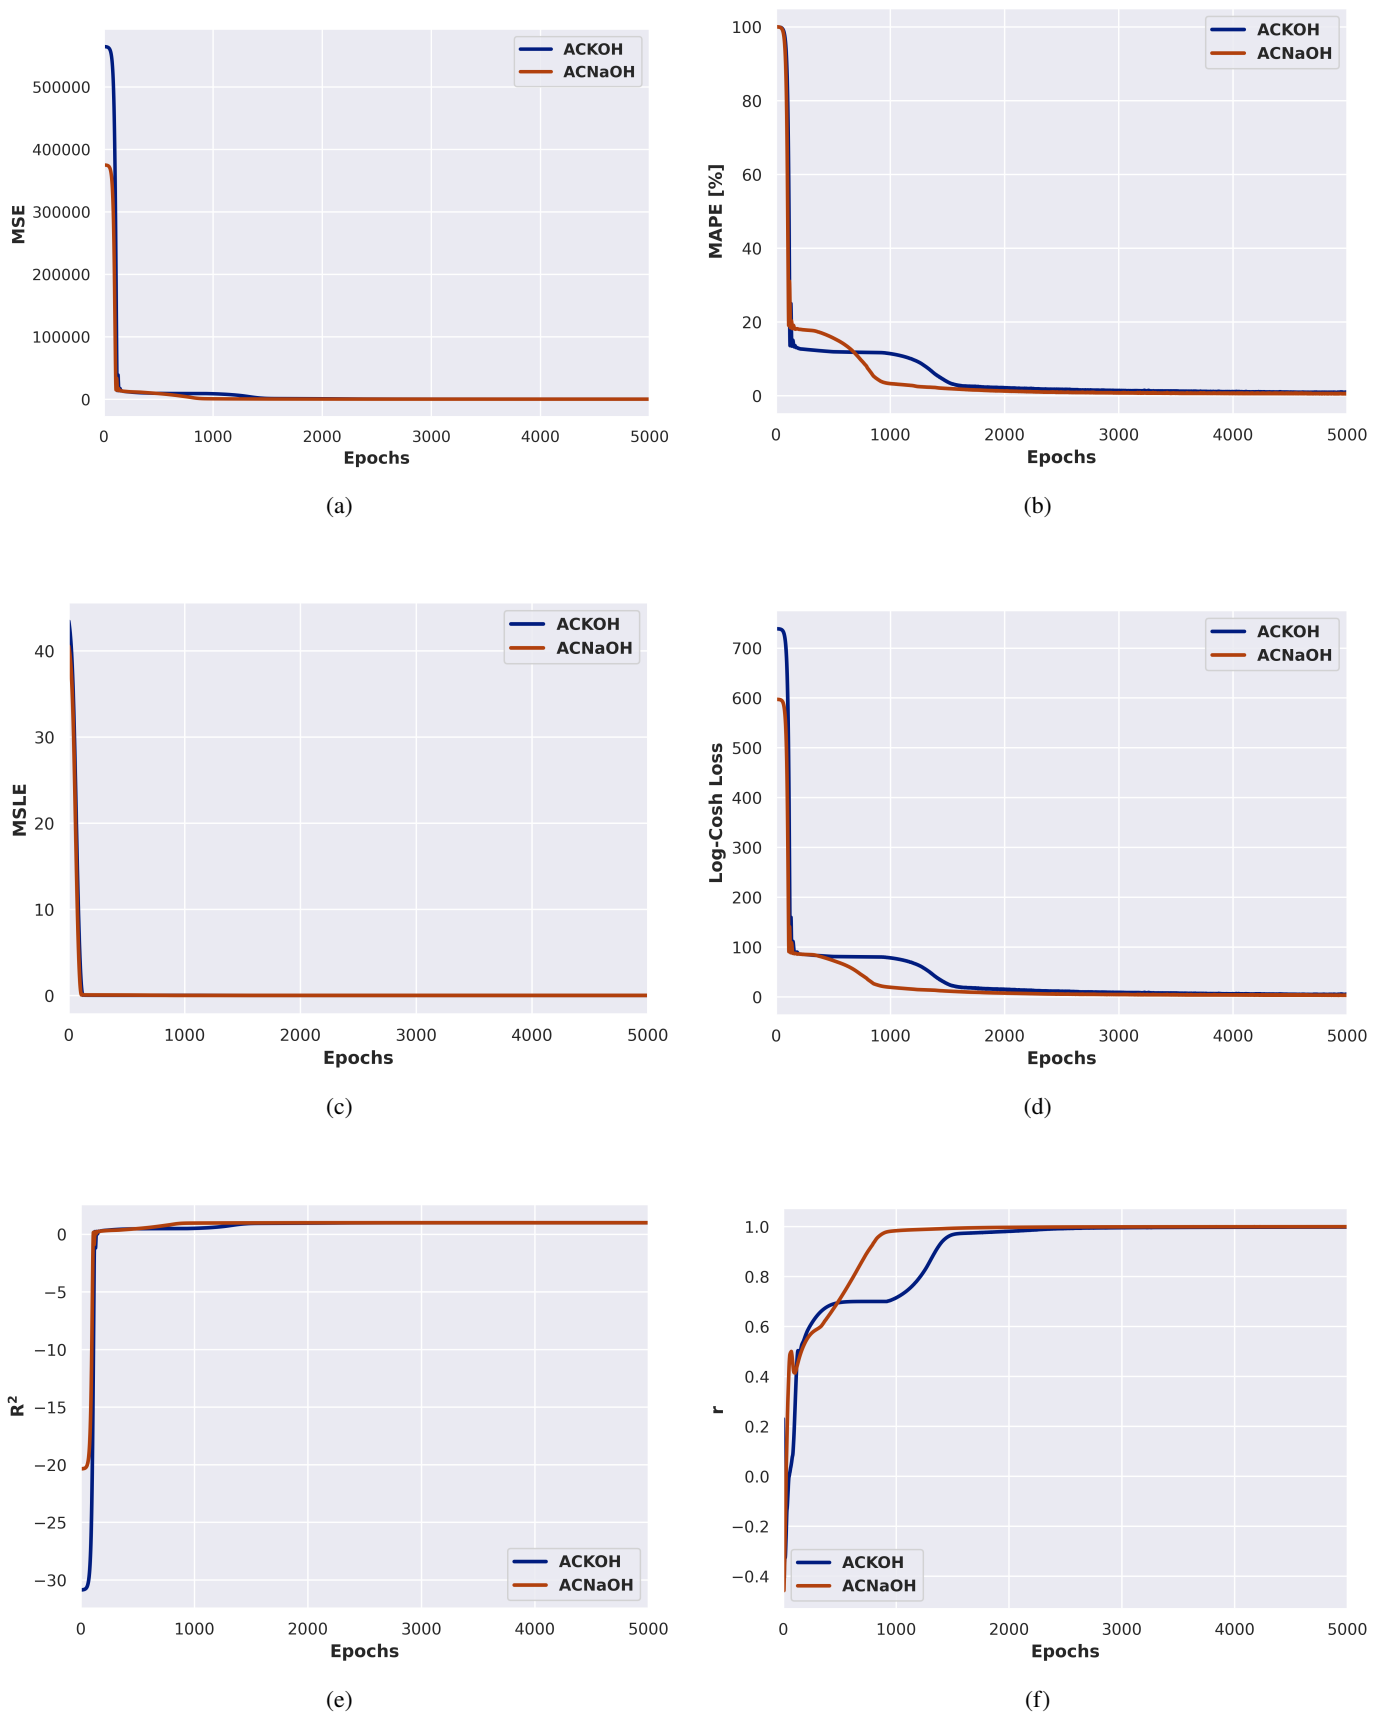 ACKOH
ACNaOH
500000
400000
300000
200000
100000
0
MSE
0 1000 2000 3000 4000 5000
Epochs
(a)
ACKOH
ACNaOH
100
80
60
40
20
0
MAPE [%]
0 1000 2000 3000 4000 5000
Epochs
(b)
ACKOH
ACNaOH
40
30
20
10
0
MSLE
0 1000 2000 3000 4000 5000
Epochs
(c)
ACKOH
ACNaOH
700
600
500
400
300
200
100
0
Log-Cosh Loss
0 1000 2000 3000 4000 5000
Epochs
(d)
0
−5
−10
−15
−20
−25
−30
R²
ACKOH
ACNaOH
0 1000 2000 3000 4000 5000
Epochs
(e)
1.0
0.8
0.6
0.4
0.2
0.0
−0.2
−0.4
r
ACKOH
ACNaOH
0 1000 2000 3000 4000 5000
Epochs
(f)